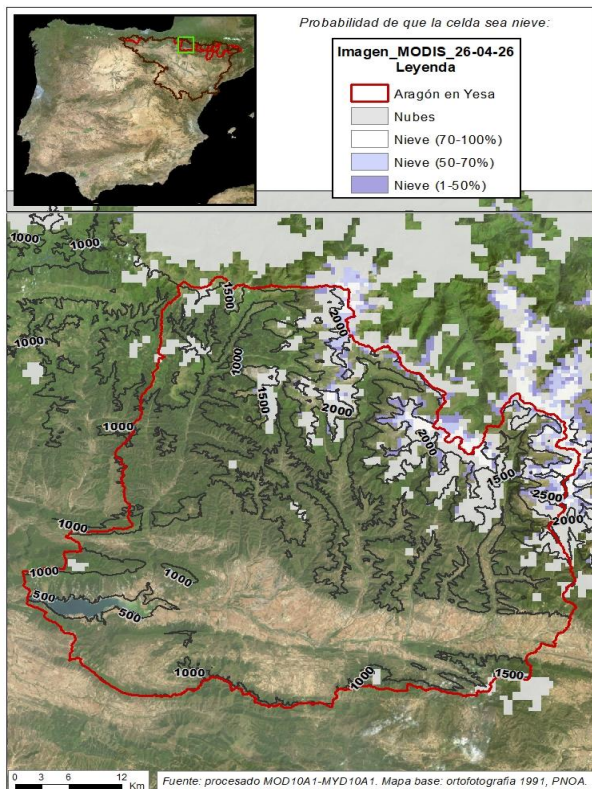 Probabilidad de que la celda sea nieve:
Imagen_MODIS_26-04-26
Leyenda
Aragón en Yesa
Nubes
Nieve (70-100%)
Nieve (50-70%)
Nieve (1-50%)
1000
1000
1500
2000
1000
1000
1500
2000
1000
2000
1500
2500
2000
1000
1000
1000
500
500
1000
1000
1500
0 3 6 12
Km
Fuente: procesado MOD10A1-MYD10A1. Mapa base: ortofotografia 1991, PNOA.